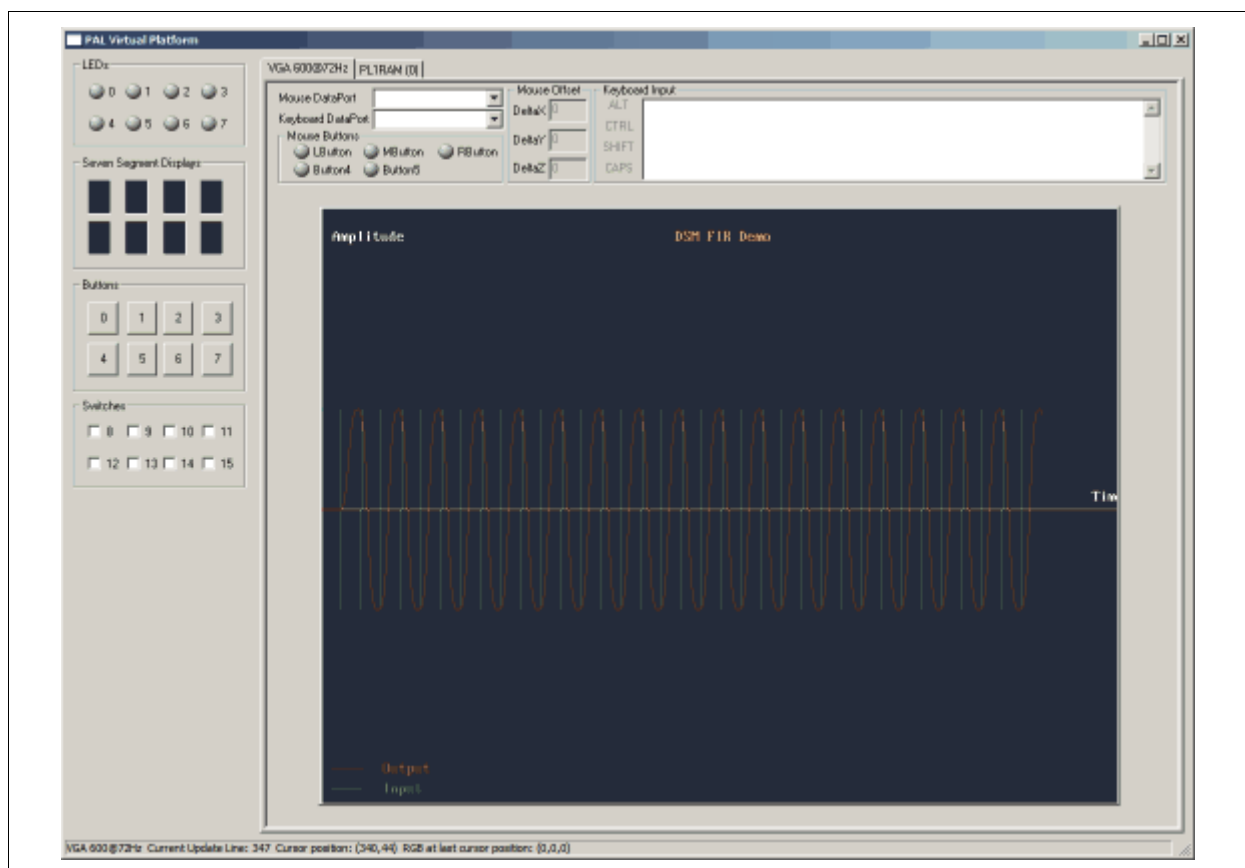 PAL Virtual Platform
LEDs
0 1 2 3
4 5 6 7
Seven Segment Displays
Buttons
0 1 2 3
4 5 6 7
Switches
8 9 10 11
12 13 14 15
VGA 600@72Hz PL1RAM (0)
Mouse DataPort
Keyboard DataPort
Mouse Buttons
LButton MButton RButton
Button4 Button5
Mouse Offset
DeltaX 0
DeltaY 0
DeltaZ 0
Keyboard Input
ALT
CTRL
SHIFT
CAPS
Amplitude
DSM FIR Demo
Tim
Output
Input
VGA 600@72Hz Current Update Line: 347 Cursor position: (340,44) RGB at last cursor position: (0,0,0)